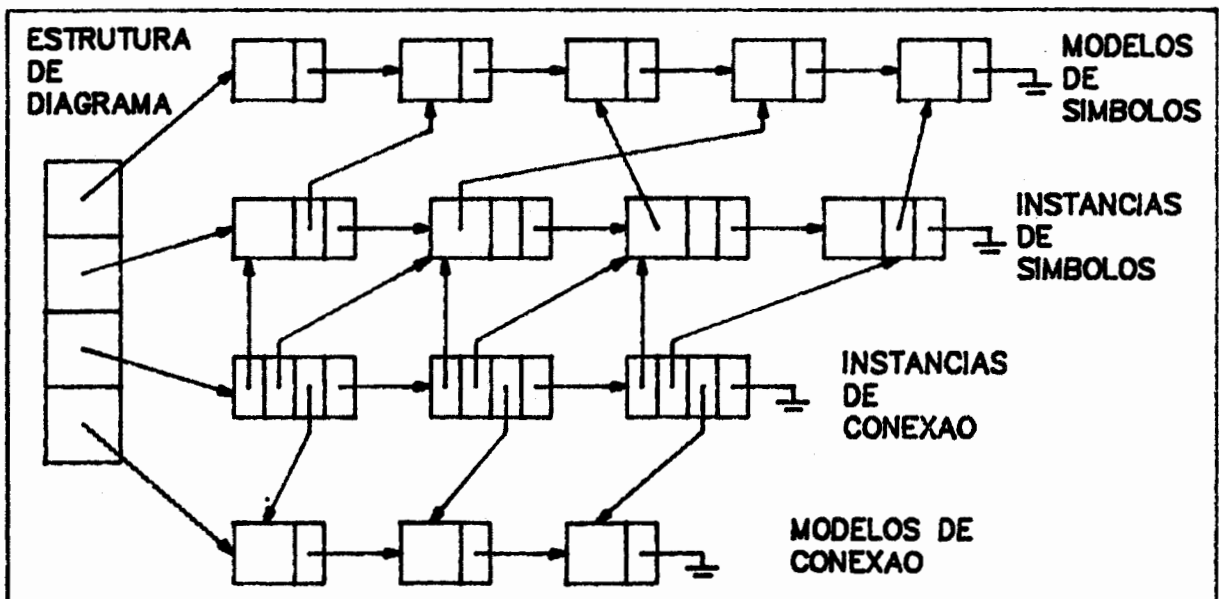 ESTRUTURA
DE
DIAGRAMA
MODELOS
DE
SIMBOLOS
INSTANCIAS
DE
SIMBOLOS
INSTANCIAS
DE
CONEXAO
MODELOS DE
CONEXAO